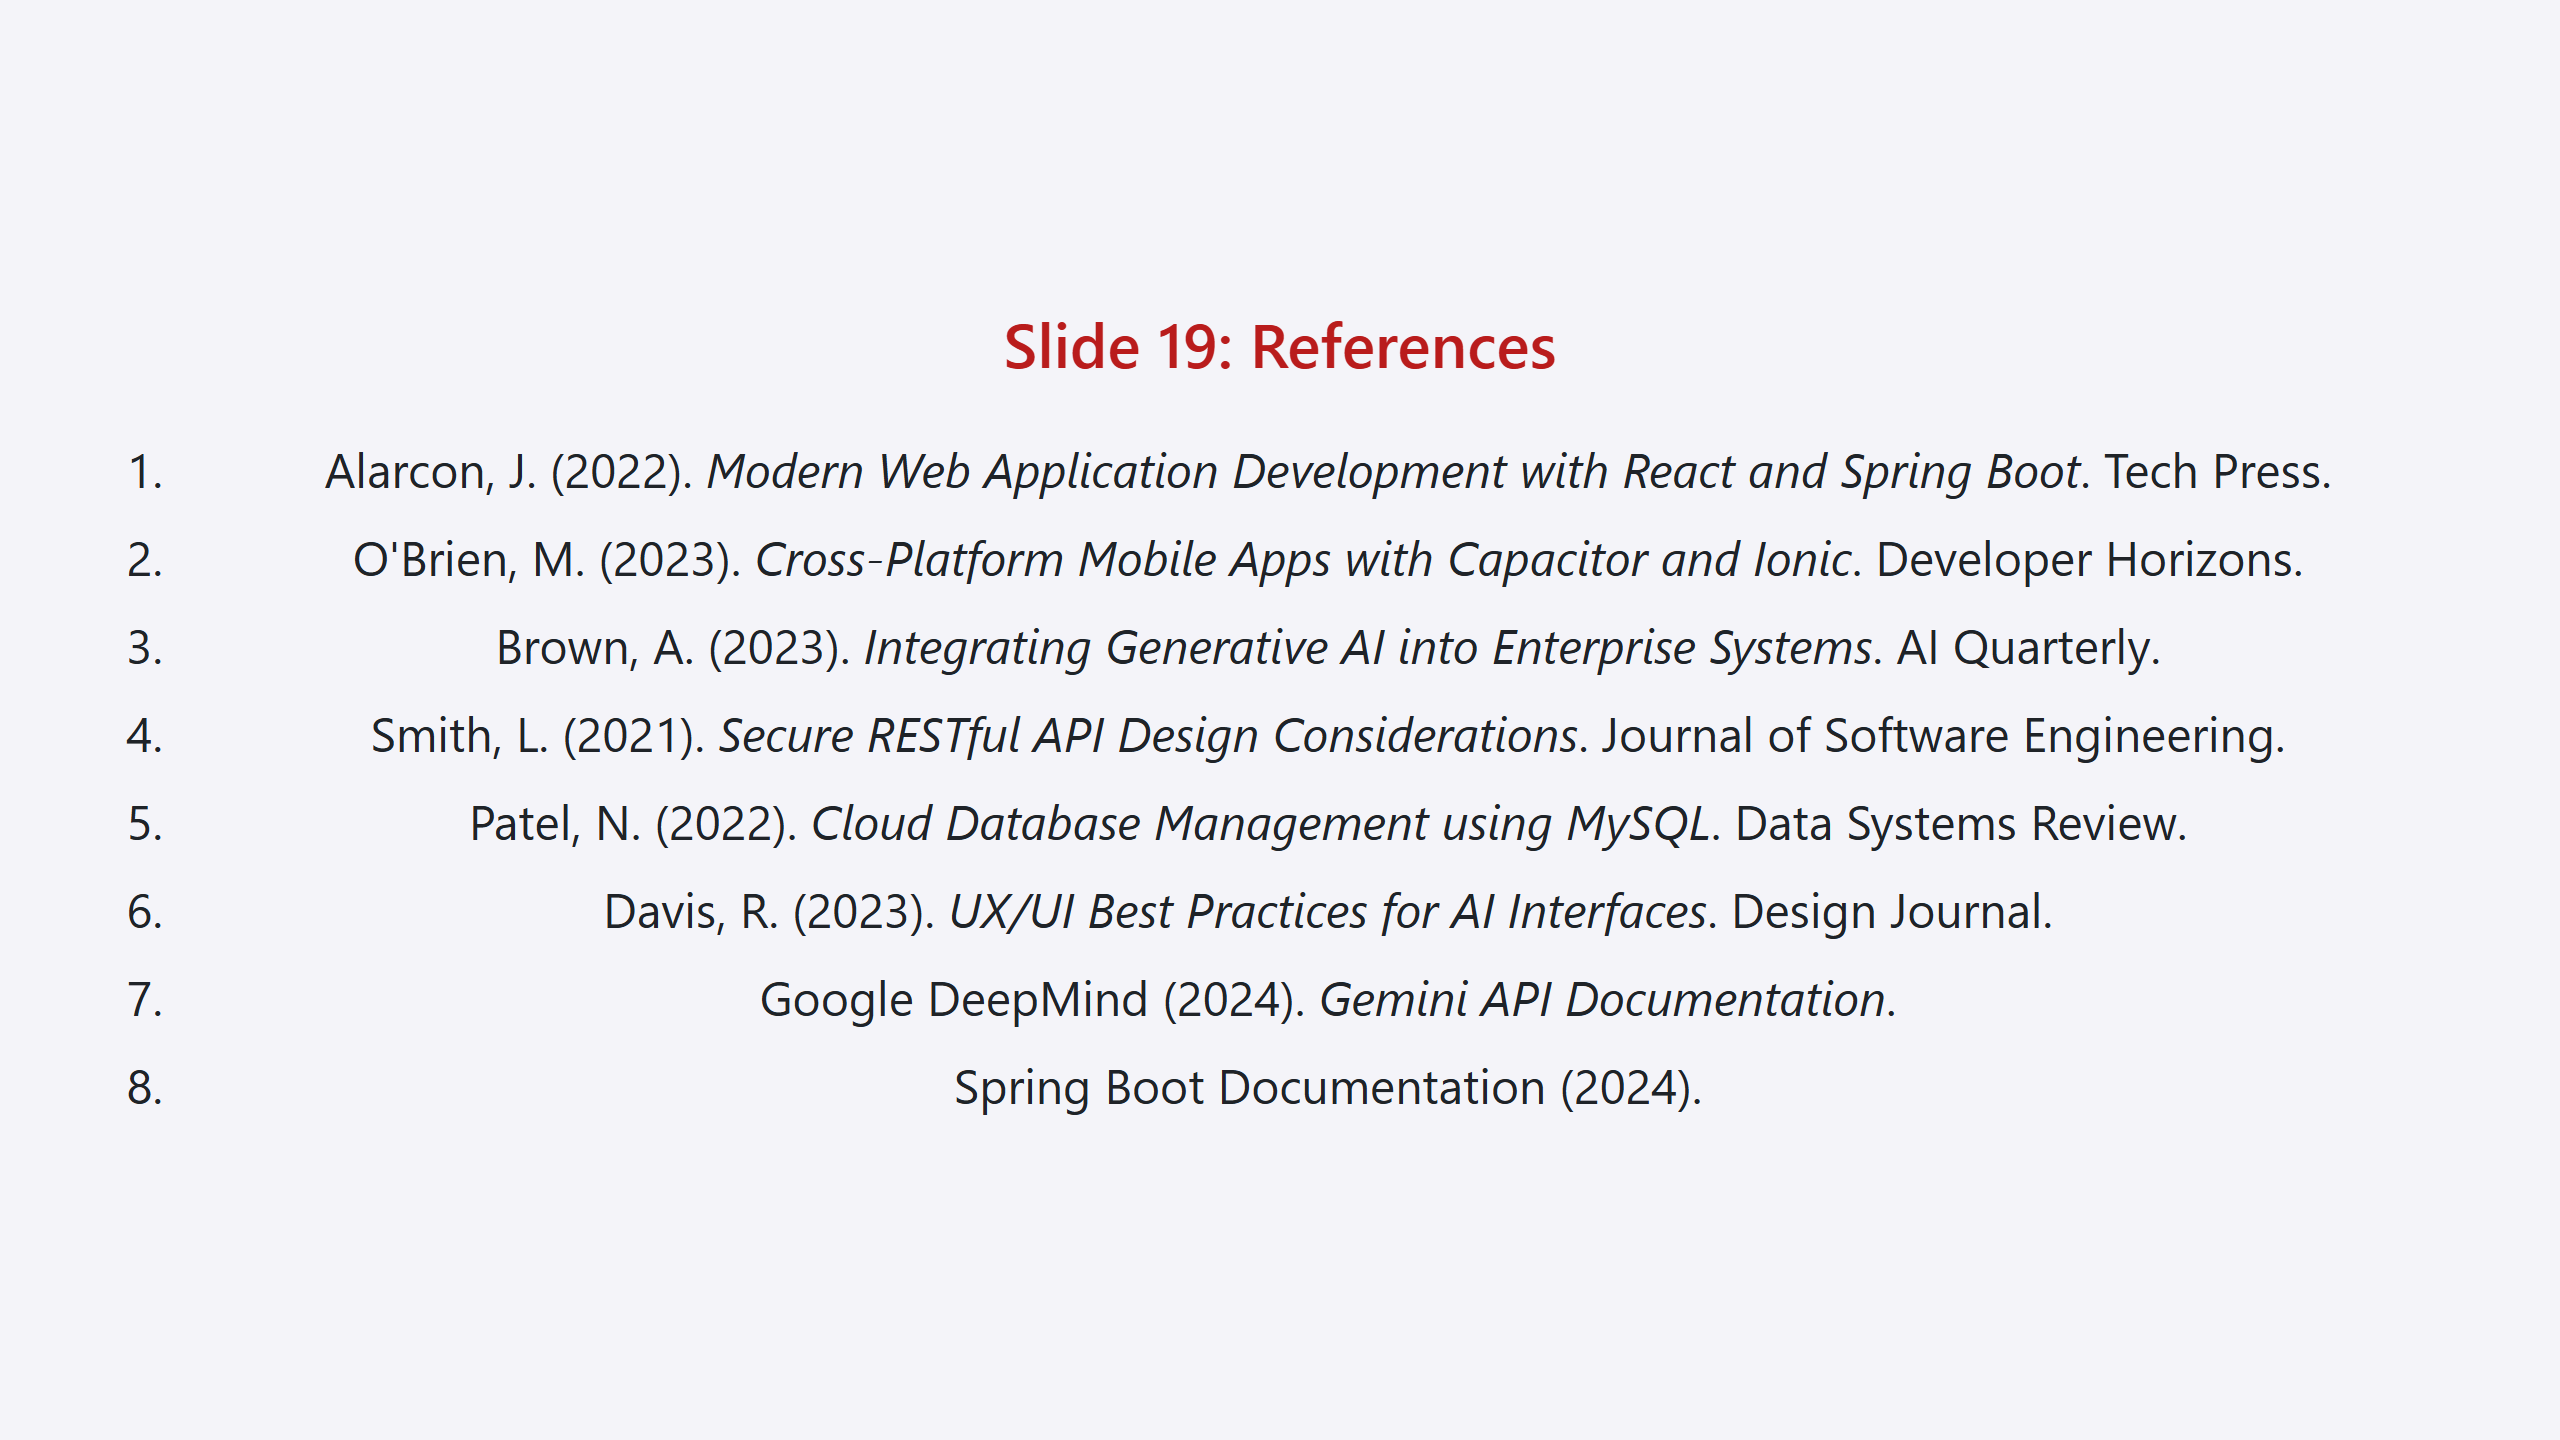 Slide 19: References
1. Alarcon, J. (2022). Modern Web Application Development with React and Spring Boot. Tech Press.
2. O'Brien, M. (2023). Cross-Platform Mobile Apps with Capacitor and Ionic. Developer Horizons.
3. Brown, A. (2023). Integrating Generative AI into Enterprise Systems. AI Quarterly.
4. Smith, L. (2021). Secure RESTful API Design Considerations. Journal of Software Engineering.
5. Patel, N. (2022). Cloud Database Management using MySQL. Data Systems Review.
6. Davis, R. (2023). UX/UI Best Practices for AI Interfaces. Design Journal.
7. Google DeepMind (2024). Gemini API Documentation.
8. Spring Boot Documentation (2024).